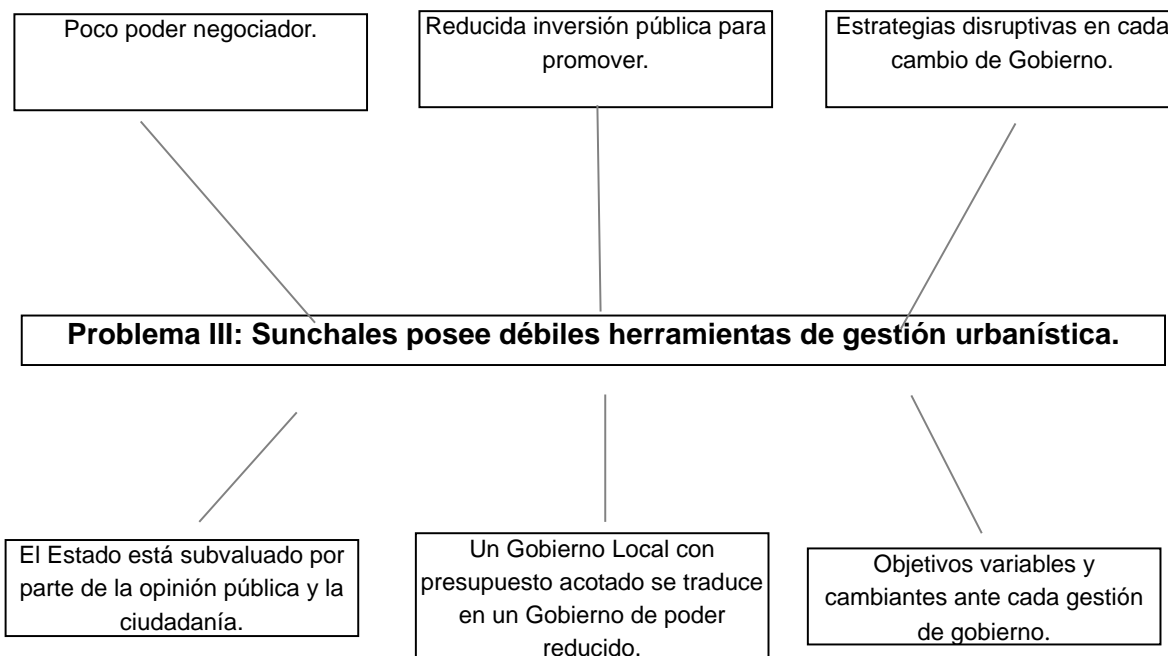 Poco poder negociador.
Reducida inversión pública para
promover.
Estrategias disruptivas en cada
cambio de Gobierno.
Problema III: Sunchales posee débiles herramientas de gestión urbanística.
El Estado está subvaluado por
parte de la opinión pública y la
ciudadanía.
Un Gobierno Local con
presupuesto acotado se traduce
en un Gobierno de poder
reducido.
Objetivos variables y
cambiantes ante cada gestión
de gobierno.